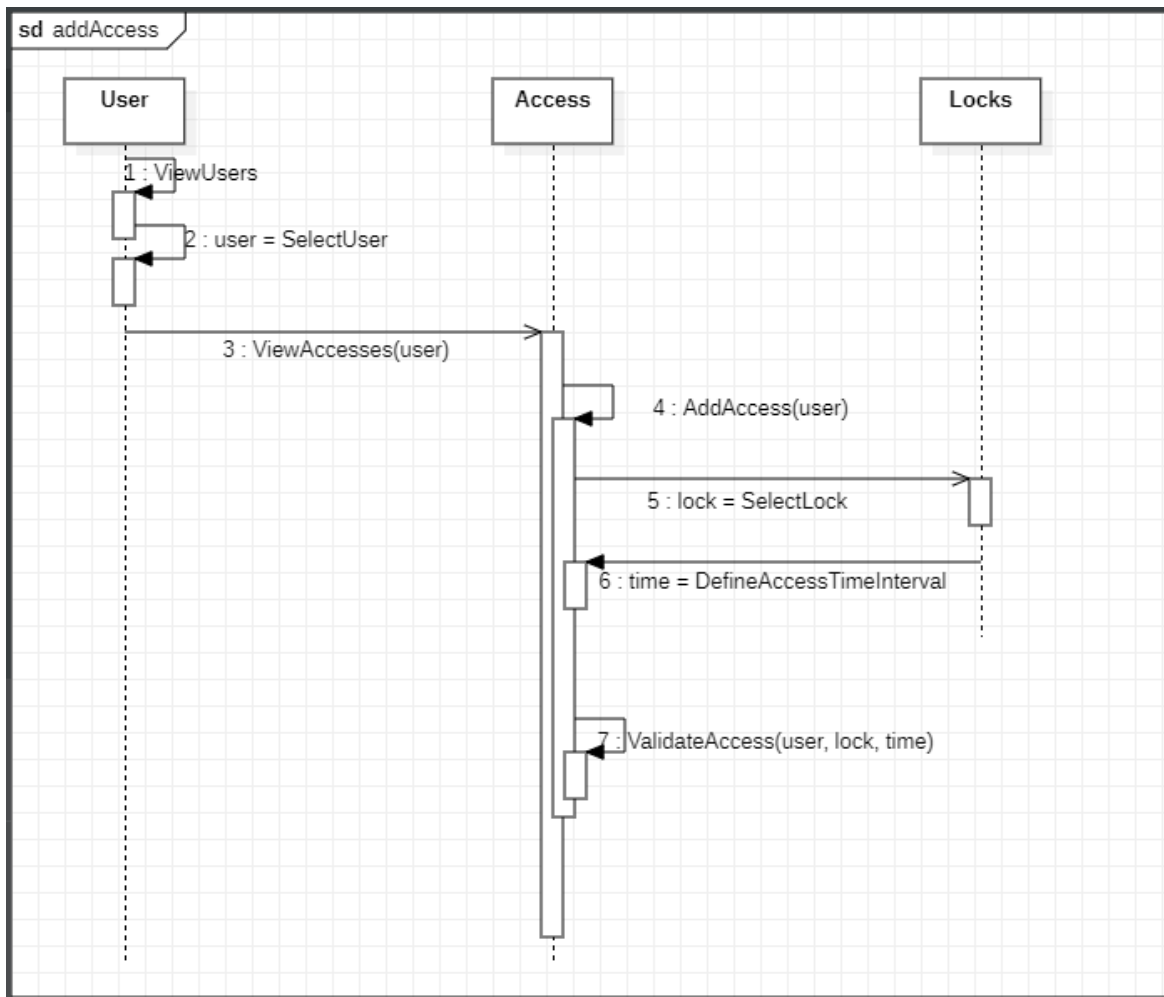 sd addAccess
User
Access
Locks
1 : ViewUsers
2 : user = SelectUser
3 : ViewAccesses(user)
4 : AddAccess(user)
5 : lock = SelectLock
6 : time = DefineAccessTimeInterval
7 : ValidateAccess(user, lock, time)